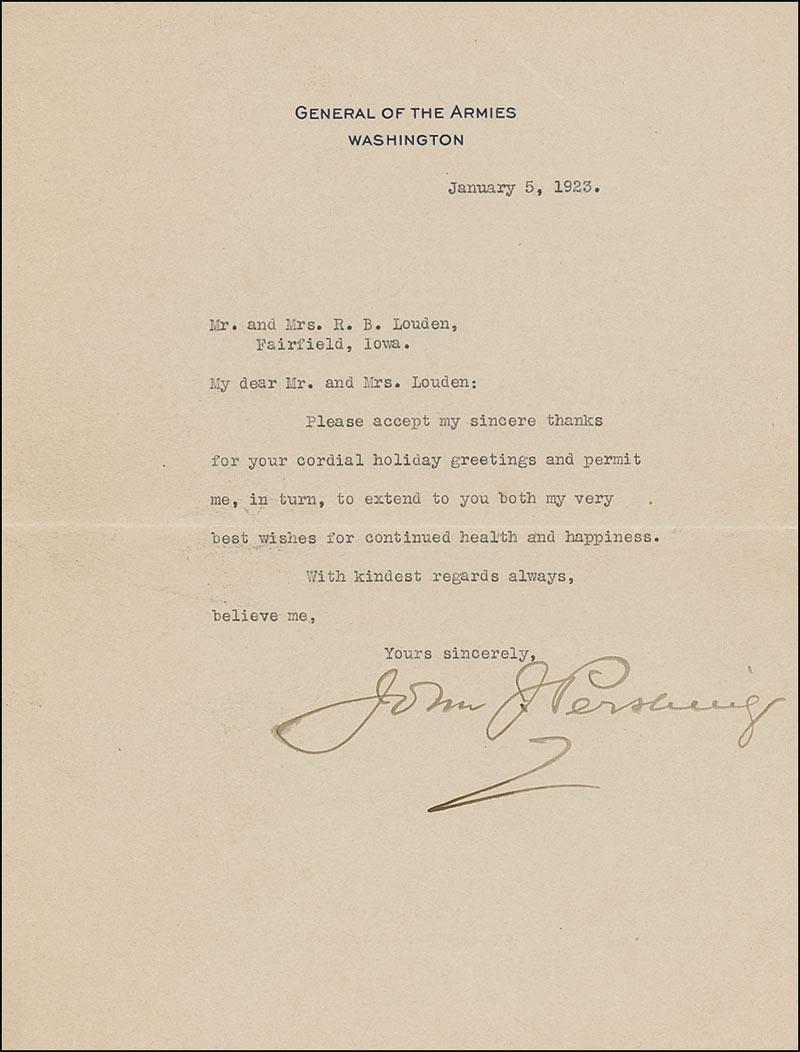 GENERAL OF THE ARMIES
WASHINGTON
January 5, 1923.
Mr. and Mrs. R. B. Louden,
Fairfield, Iowa.
My dear Mr. and Mrs. Louden:
Please accept my sincere thanks
for your cordial holiday greetings and permit
me, in turn, to extend to you both my very
best wishes for continued health and happiness.
With kindest regards always,
believe me,
Yours sincerely,
John J. Pershing